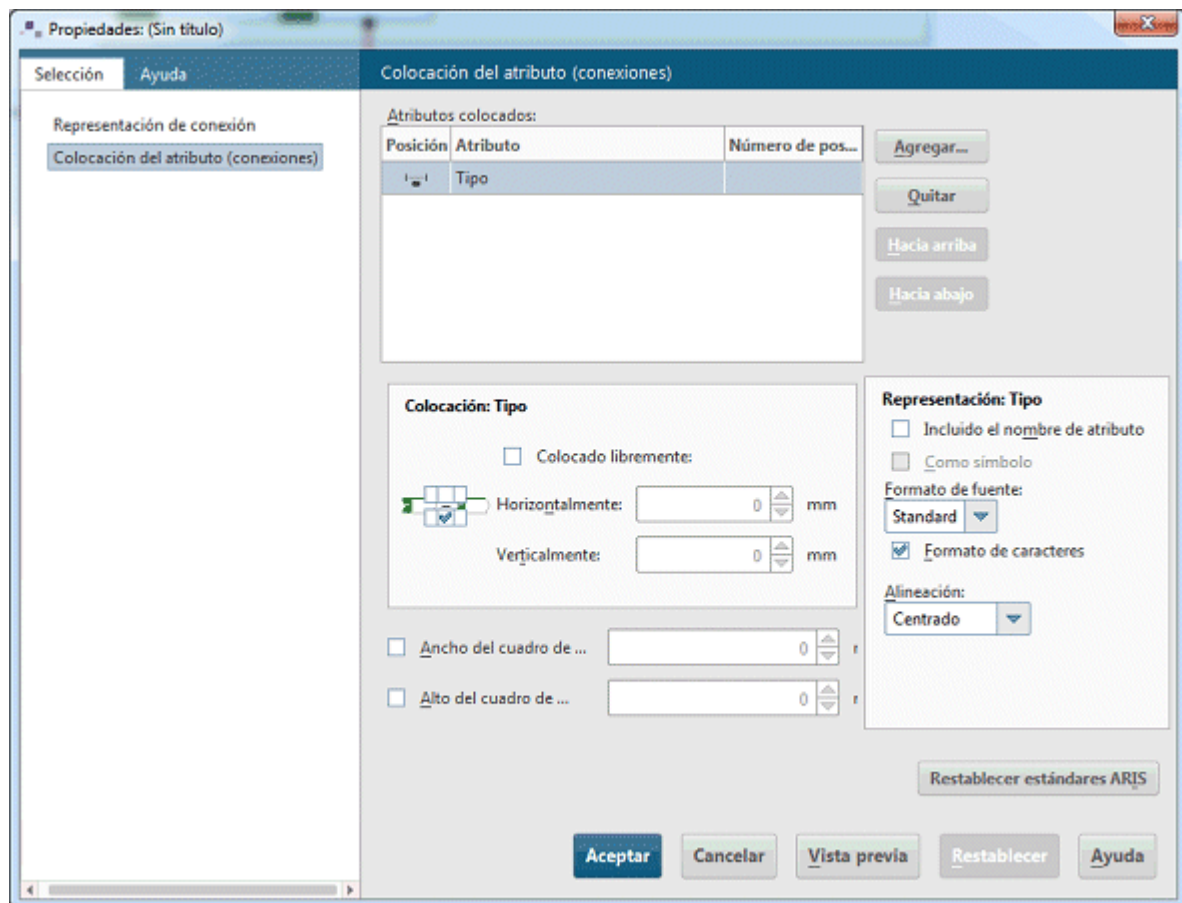 Propiedades: (Sin título)
Selección Ayuda
Colocación del atributo (conexiones)
Representación de conexión
Colocación del atributo (conexiones)
Atributos colocados:
Posición Atributo Número de pos...
Tipo
Agregar...
Quitar
Hacia arriba
Hacia abajo
Colocación: Tipo
Colocado libremente:
Horizontalmente: 0 mm
Verticalmente: 0 mm
Ancho del cuadro de ... 0
Alto del cuadro de ... 0
Representación: Tipo
Incluido el nombre de atributo
Como símbolo
Formato de fuente:
Standard
Formato de caracteres
Alineación:
Centrado
Restablecer estándares ARIS
Aceptar Cancelar Vista previa Restablecer Ayuda